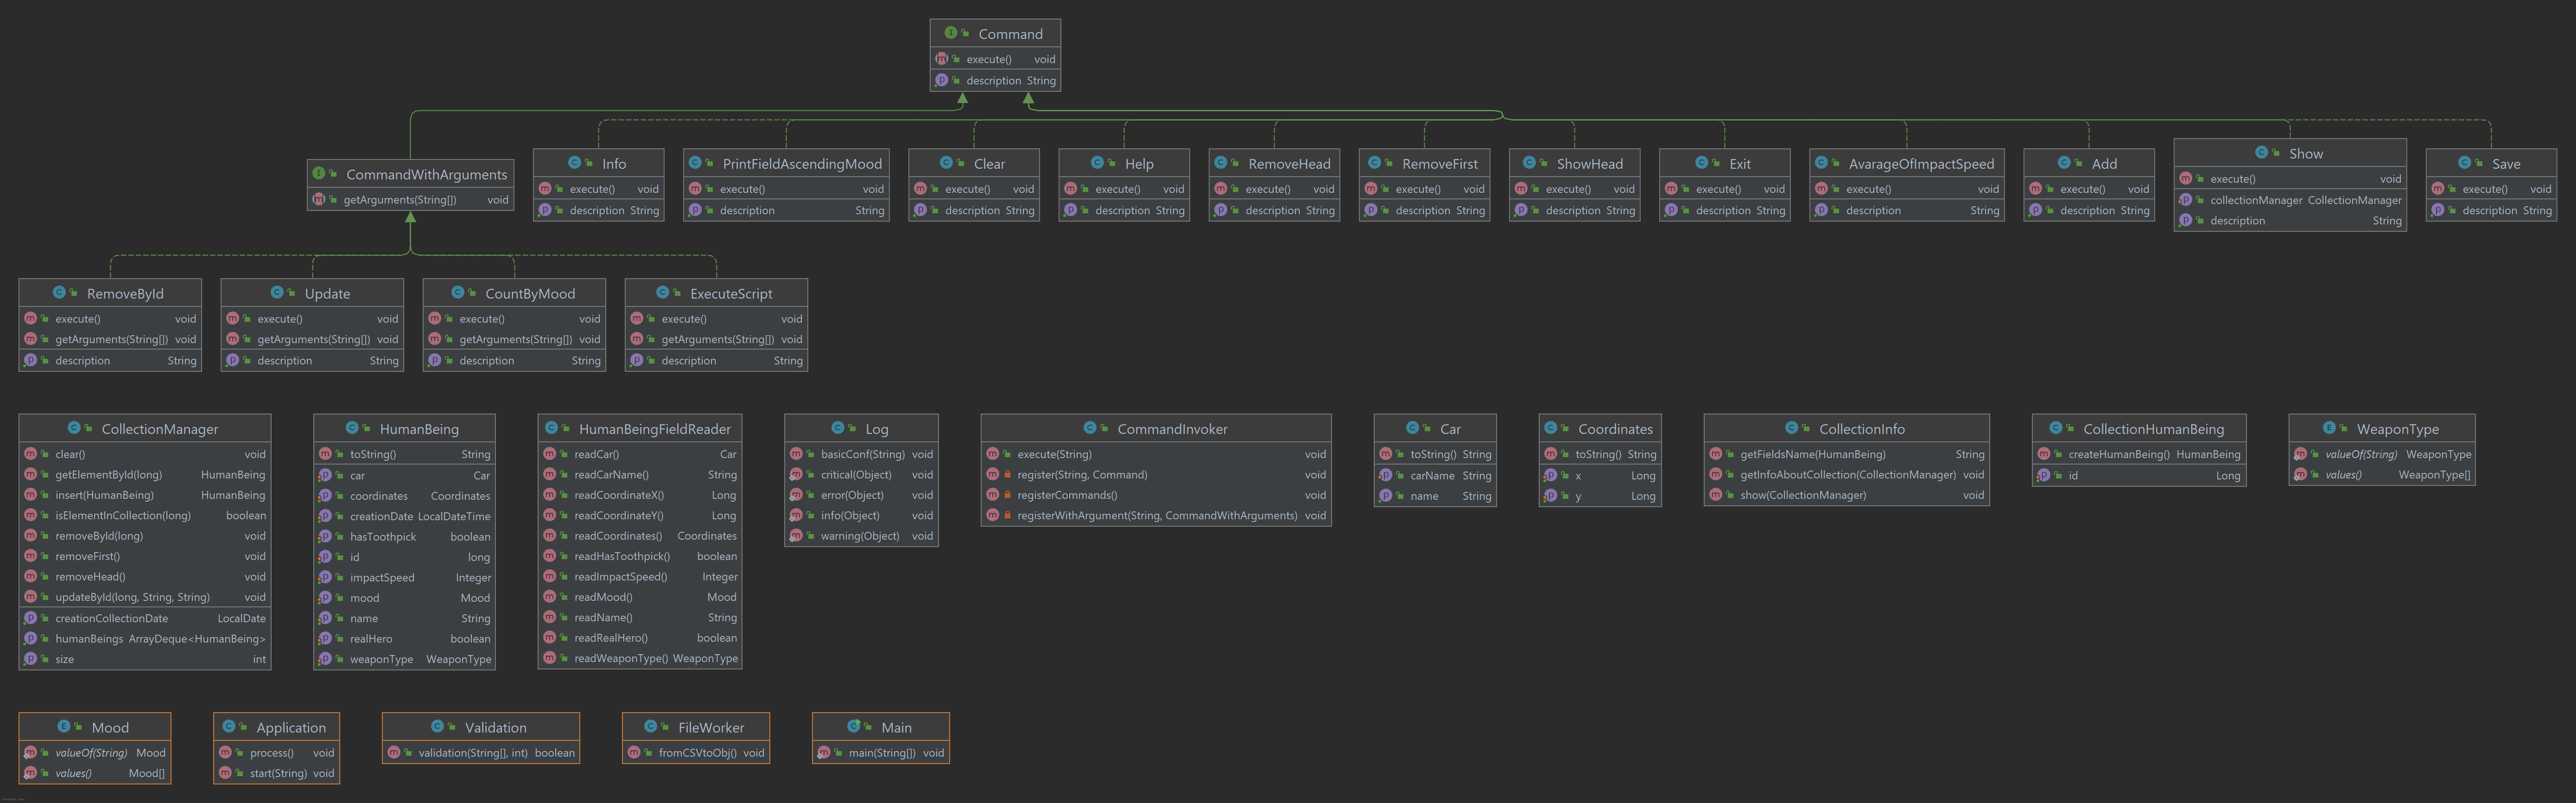 Command
execute() void
description String
CommandWithArguments
getArguments(String[]) void
Info
execute() void
description String
PrintFieldAscendingMood
execute() void
description String
Clear
execute() void
description String
Help
execute() void
description String
RemoveHead
execute() void
description String
RemoveFirst
execute() void
description String
ShowHead
execute() void
description String
Exit
execute() void
description String
AvarageOfImpactSpeed
execute() void
description String
Add
execute() void
description String
Show
execute() void
collectionManager CollectionManager
description String
Save
execute() void
description String
RemoveById
execute() void
getArguments(String[]) void
description String
Update
execute() void
getArguments(String[]) void
description String
CountByMood
execute() void
getArguments(String[]) void
description String
ExecuteScript
execute() void
getArguments(String[]) void
description String
CollectionManager
clear() void
getElementById(long) HumanBeing
insert(HumanBeing) HumanBeing
isElementInCollection(long) boolean
removeById(long) void
removeFirst() void
removeHead() void
updateById(long, String, String) void
creationCollectionDate LocalDate
humanBeings ArrayDeque<HumanBeing>
size int
HumanBeing
toString() String
car Car
coordinates Coordinates
creationDate LocalDateTime
hasToothpick boolean
id long
impactSpeed Integer
mood Mood
name String
realHero boolean
weaponType WeaponType
HumanBeingFieldReader
readCar() Car
readCarName() String
readCoordinateX() Long
readCoordinateY() Long
readCoordinates() Coordinates
readHasToothpick() boolean
readImpactSpeed() Integer
readMood() Mood
readName() String
readRealHero() boolean
readWeaponType() WeaponType
Log
basicConf(String) void
critical(Object) void
error(Object) void
info(Object) void
warning(Object) void
CommandInvoker
execute(String) void
register(String, Command) void
registerCommands() void
registerWithArgument(String, CommandWithArguments) void
Car
toString() String
carName String
name String
Coordinates
toString() String
x Long
y Long
CollectionInfo
getFieldsName(HumanBeing) String
getInfoAboutCollection(CollectionManager) void
show(CollectionManager) void
CollectionHumanBeing
createHumanBeing() HumanBeing
id Long
WeaponType
valueOf(String) WeaponType
values() WeaponType[]
Mood
valueOf(String) Mood
values() Mood[]
Application
process() void
start(String) void
Validation
validation(String[], int) boolean
FileWorker
fromCSVtoObj() void
Main
main(String[]) void